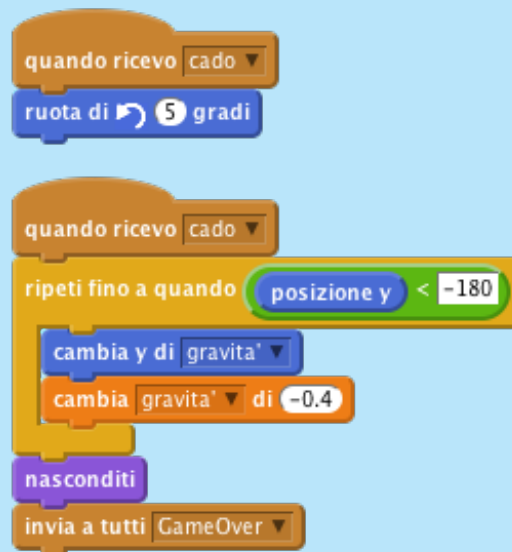 quando ricevo cado
ruota di 5 gradi
quando ricevo cado
ripeti fino a quando posizione y < -180
cambia y di gravita'
cambia gravita' di -0.4
nasconditi
invia a tutti GameOver